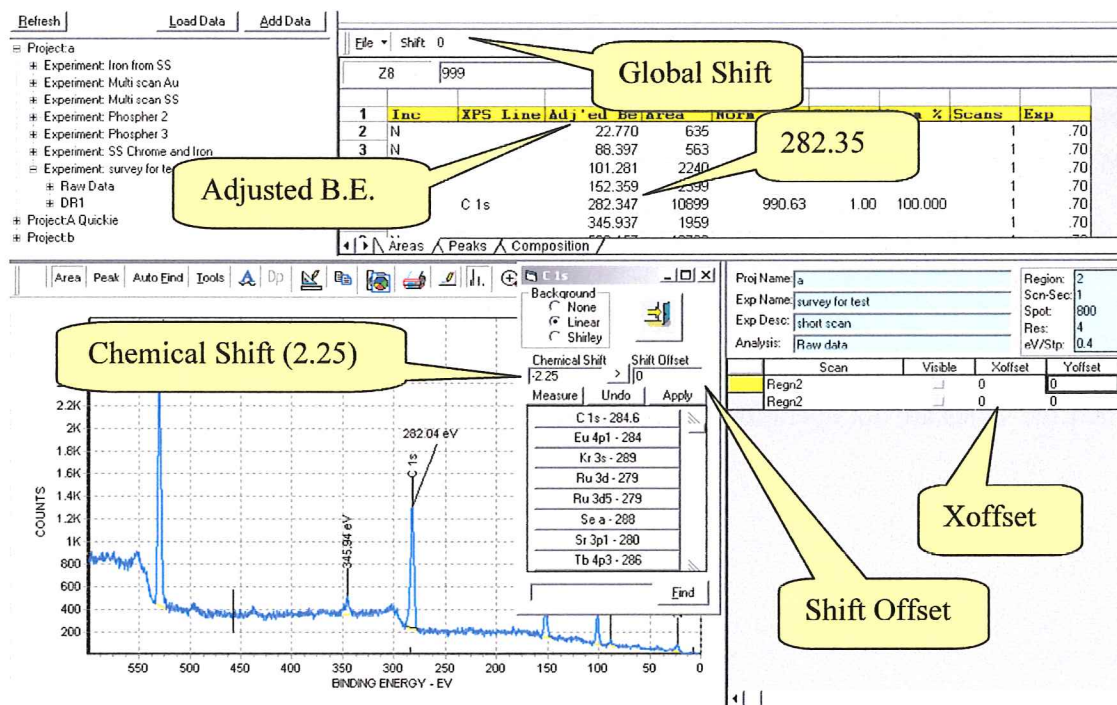 Refresh Load Data Add Data
Project:a
Experiment: Iron from SS
Experiment: Multi scan Au
Experiment: Multi scan SS
Experiment: Phospher 2
Experiment: Phospher 3
Experiment: SS Chrome and Iron
Experiment: survey for te
Raw Data
DR1
Project:A Quickie
Project:b
File Shift 0
Global Shift
Z8 999
1 Inc XPS Line Adj'ed Be Area Norm % Scans Exp
2 N 22.770 635 1 .70
3 N 88.397 563 1 .70
101.281 2240 1 .70
152.359 2399 1 .70
C 1s 282.347 10899 990.63 1.00 100.000 1 .70
345.937 1959 1 .70
282.35
Adjusted B.E.
Areas Peaks Composition
Area Peak Auto Find Tools A Dp
Chemical Shift (2.25)
C 1s
Background
None
Linear
Shirley
Chemical Shift Shift Offset
-2.25 > 0
Measure Undo Apply
C 1s - 284.6
Eu 4p1 - 284
Kr 3s - 289
Ru 3d - 279
Ru 3d5 - 279
Se a - 288
Sr 3p1 - 280
Tb 4p3 - 286
Find
2.2K
2K
1.8K
1.6K
1.4K
1.2K
1K
800
600
400
200
COUNTS
282.04 eV
C 1s
345.94 eV
550 500 450 400 350 300 250 200 150 100 50 0
BINDING ENERGY - EV
Proj Name: a
Exp Name: survey for test
Exp Desc: short scan
Analysis: Raw data
Region: 2
Scn-Sec: 1
Spot: 800
Res: 4
eV/Stp: 0.4
Scan Visible Xoffset Yoffset
Regn2 0 0
Regn2 0 0
Xoffset
Shift Offset